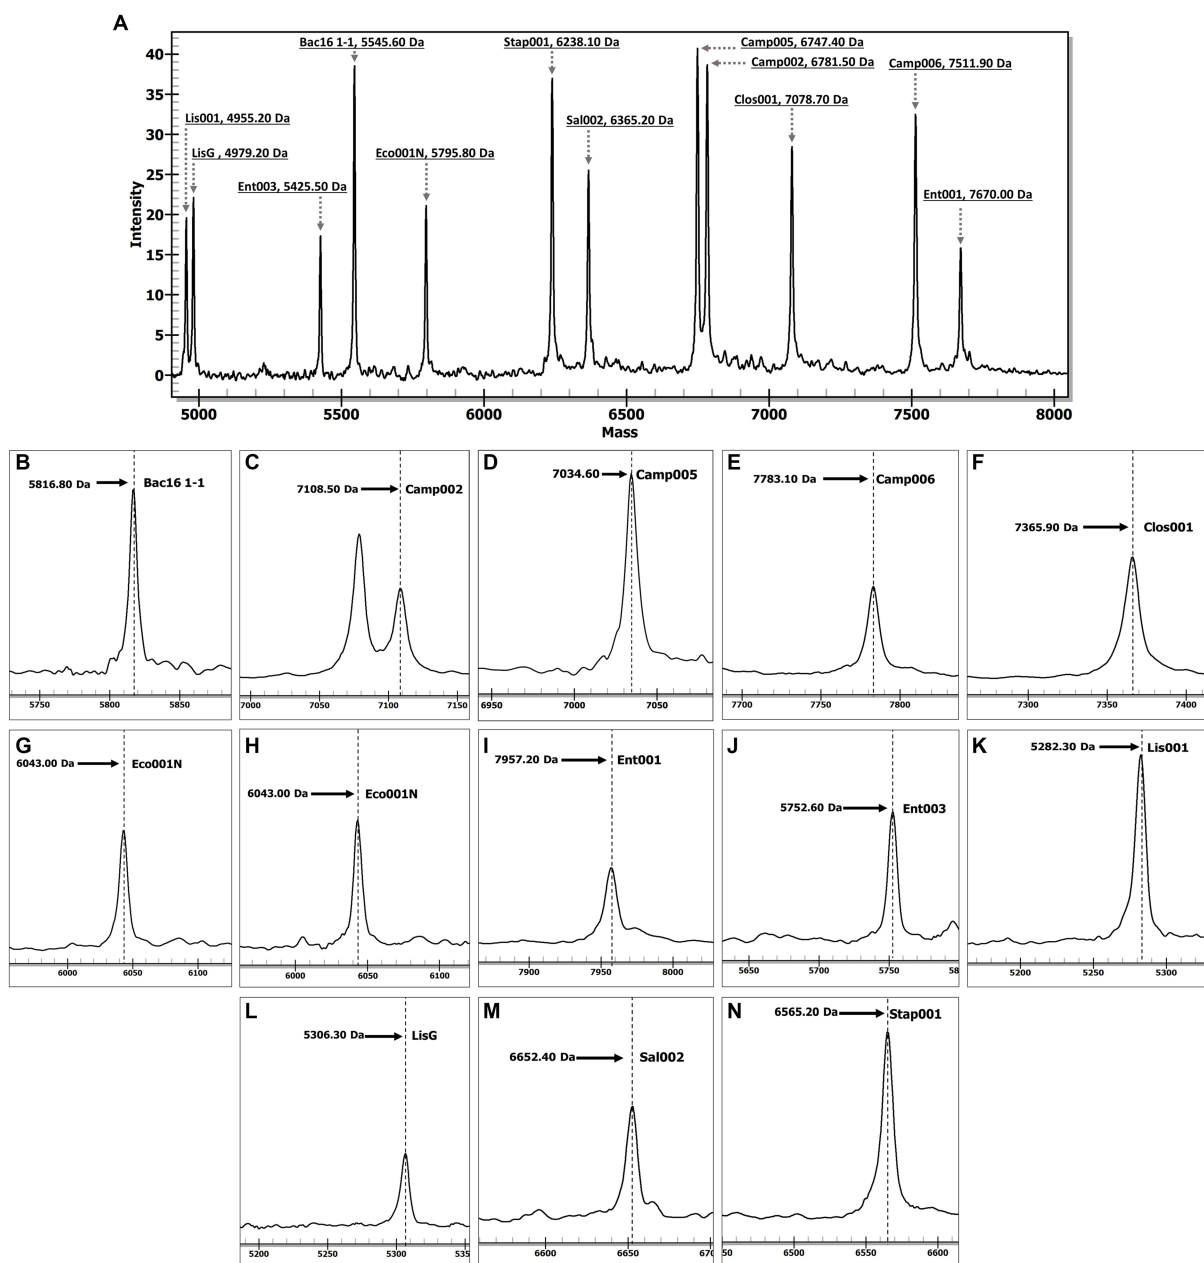 A
Bac16 1-1, 5545.60 Da
Stap001, 6238.10 Da
Camp005, 6747.40 Da
Camp002, 6781.50 Da
Camp006, 7511.90 Da
Clos001, 7078.70 Da
Lis001, 4955.20 Da
Sal002, 6365.20 Da
LisG , 4979.20 Da
Eco001N, 5795.80 Da
Ent003, 5425.50 Da
Ent001, 7670.00 Da
Intensity
40
35
30
25
20
15
10
5
0
5000 5500 6000 6500 7000 7500 8000
Mass
B
5816.80 Da Bac16 1-1
5750 5800 5850
C
7108.50 Da Camp002
7000 7050 7100 7150
D
7034.60 Camp005
6950 7000 7050
E
7783.10 Da Camp006
7700 7750 7800
F
7365.90 Da Clos001
7300 7350 7400
G
6043.00 Da Eco001N
6000 6050 6100
H
6043.00 Da Eco001N
6000 6050 6100
I
7957.20 Da Ent001
7900 7950 8000
J
5752.60 Da Ent003
5650 5700 5750 58
K
5282.30 Da Lis001
5200 5250 5300
L
5306.30 Da LisG
5200 5250 5300 535
M
6652.40 Da Sal002
6600 6650 670
N
6565.20 Da Stap001
50 6500 6550 6600